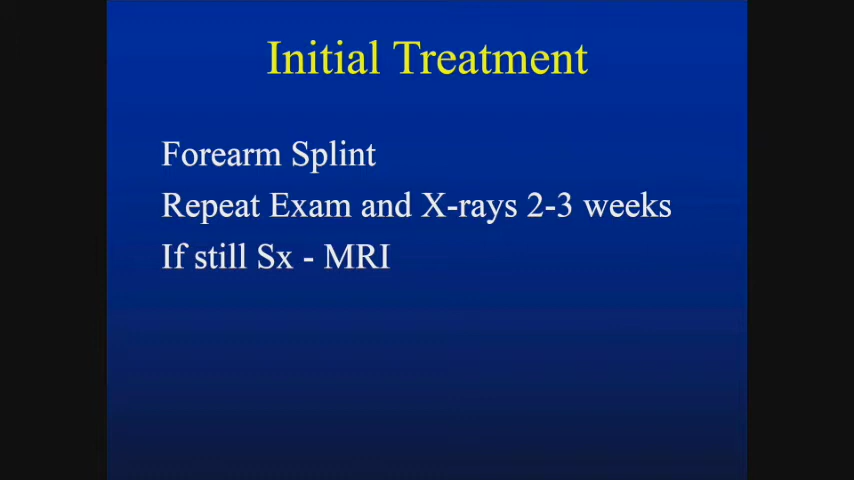 Initial Treatment
Forearm Splint
Repeat Exam and X-rays 2-3 weeks
If still Sx - MRI